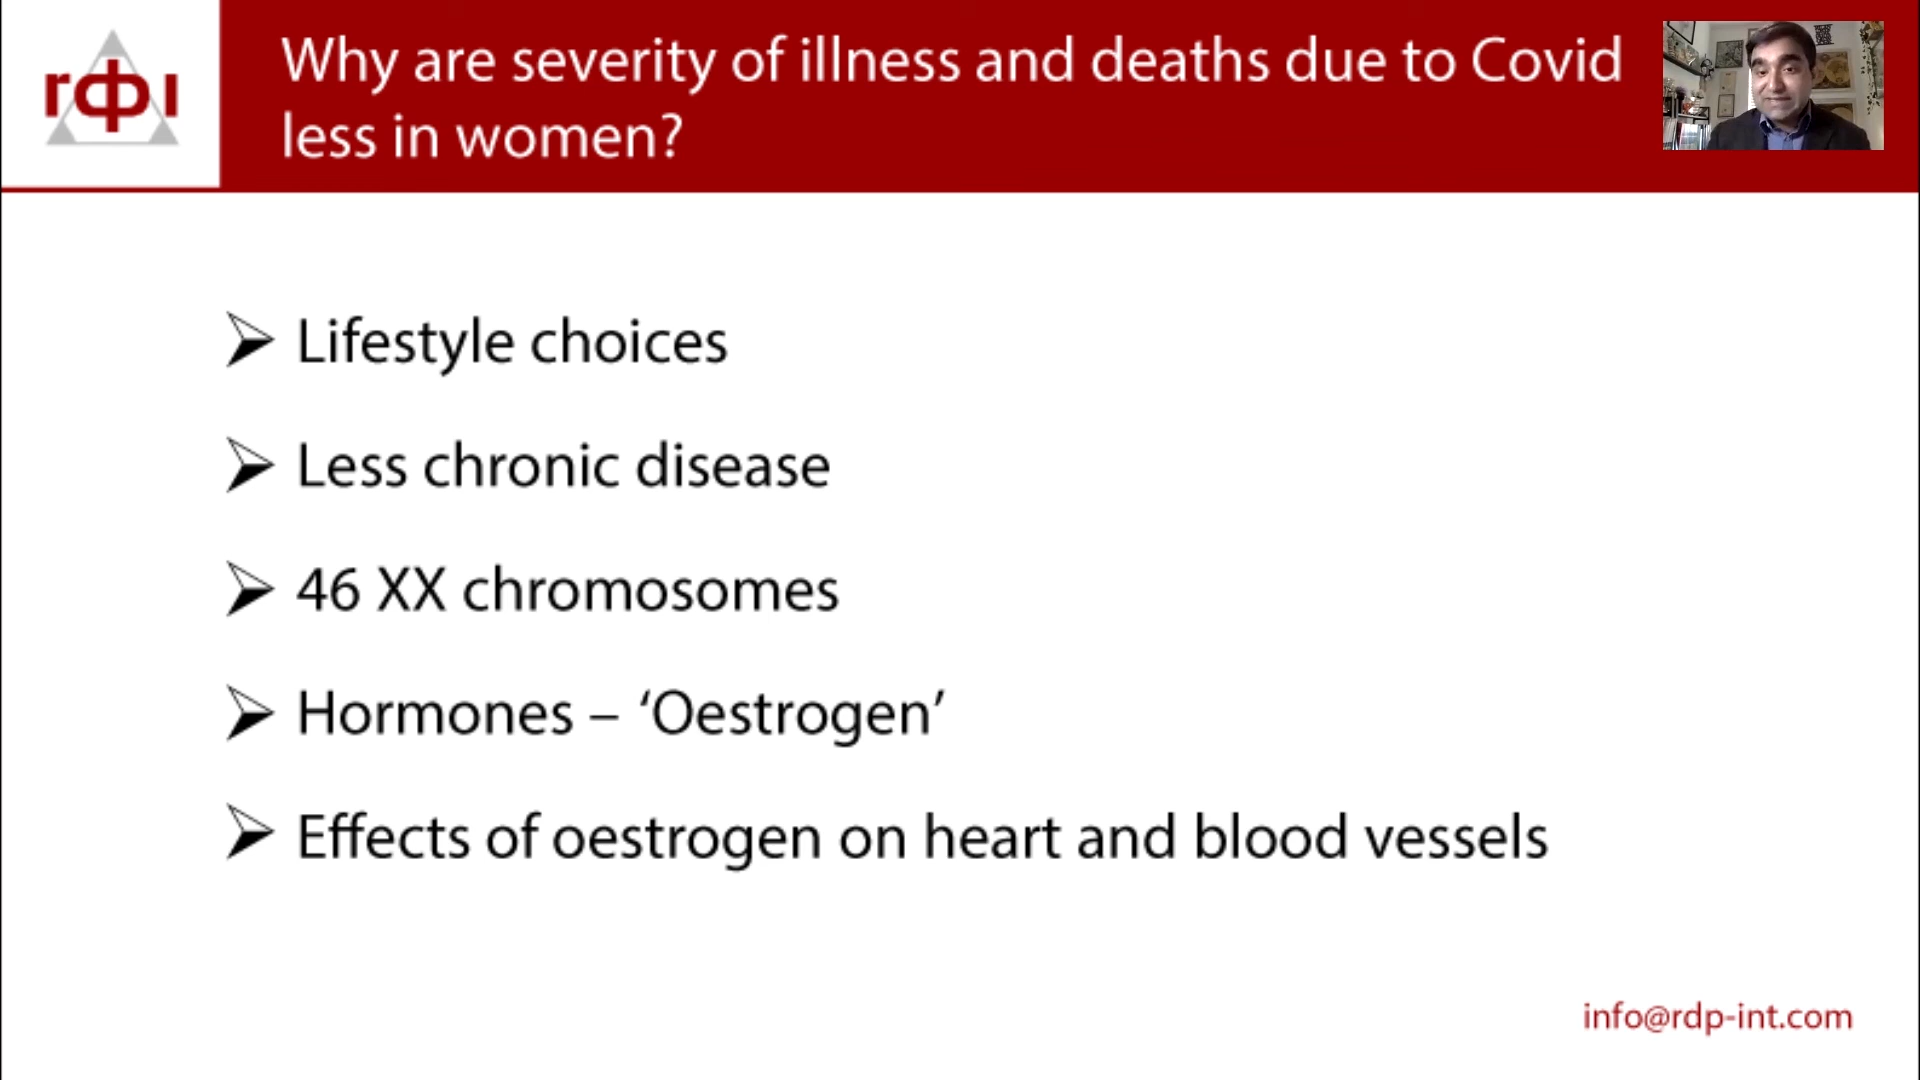 rфı
Why are severity of illness and deaths due to Covid
less in women?
Lifestyle choices
Less chronic disease
46 XX chromosomes
Hormones – ‘Oestrogen’
Effects of oestrogen on heart and blood vessels
info@rdp-int.com